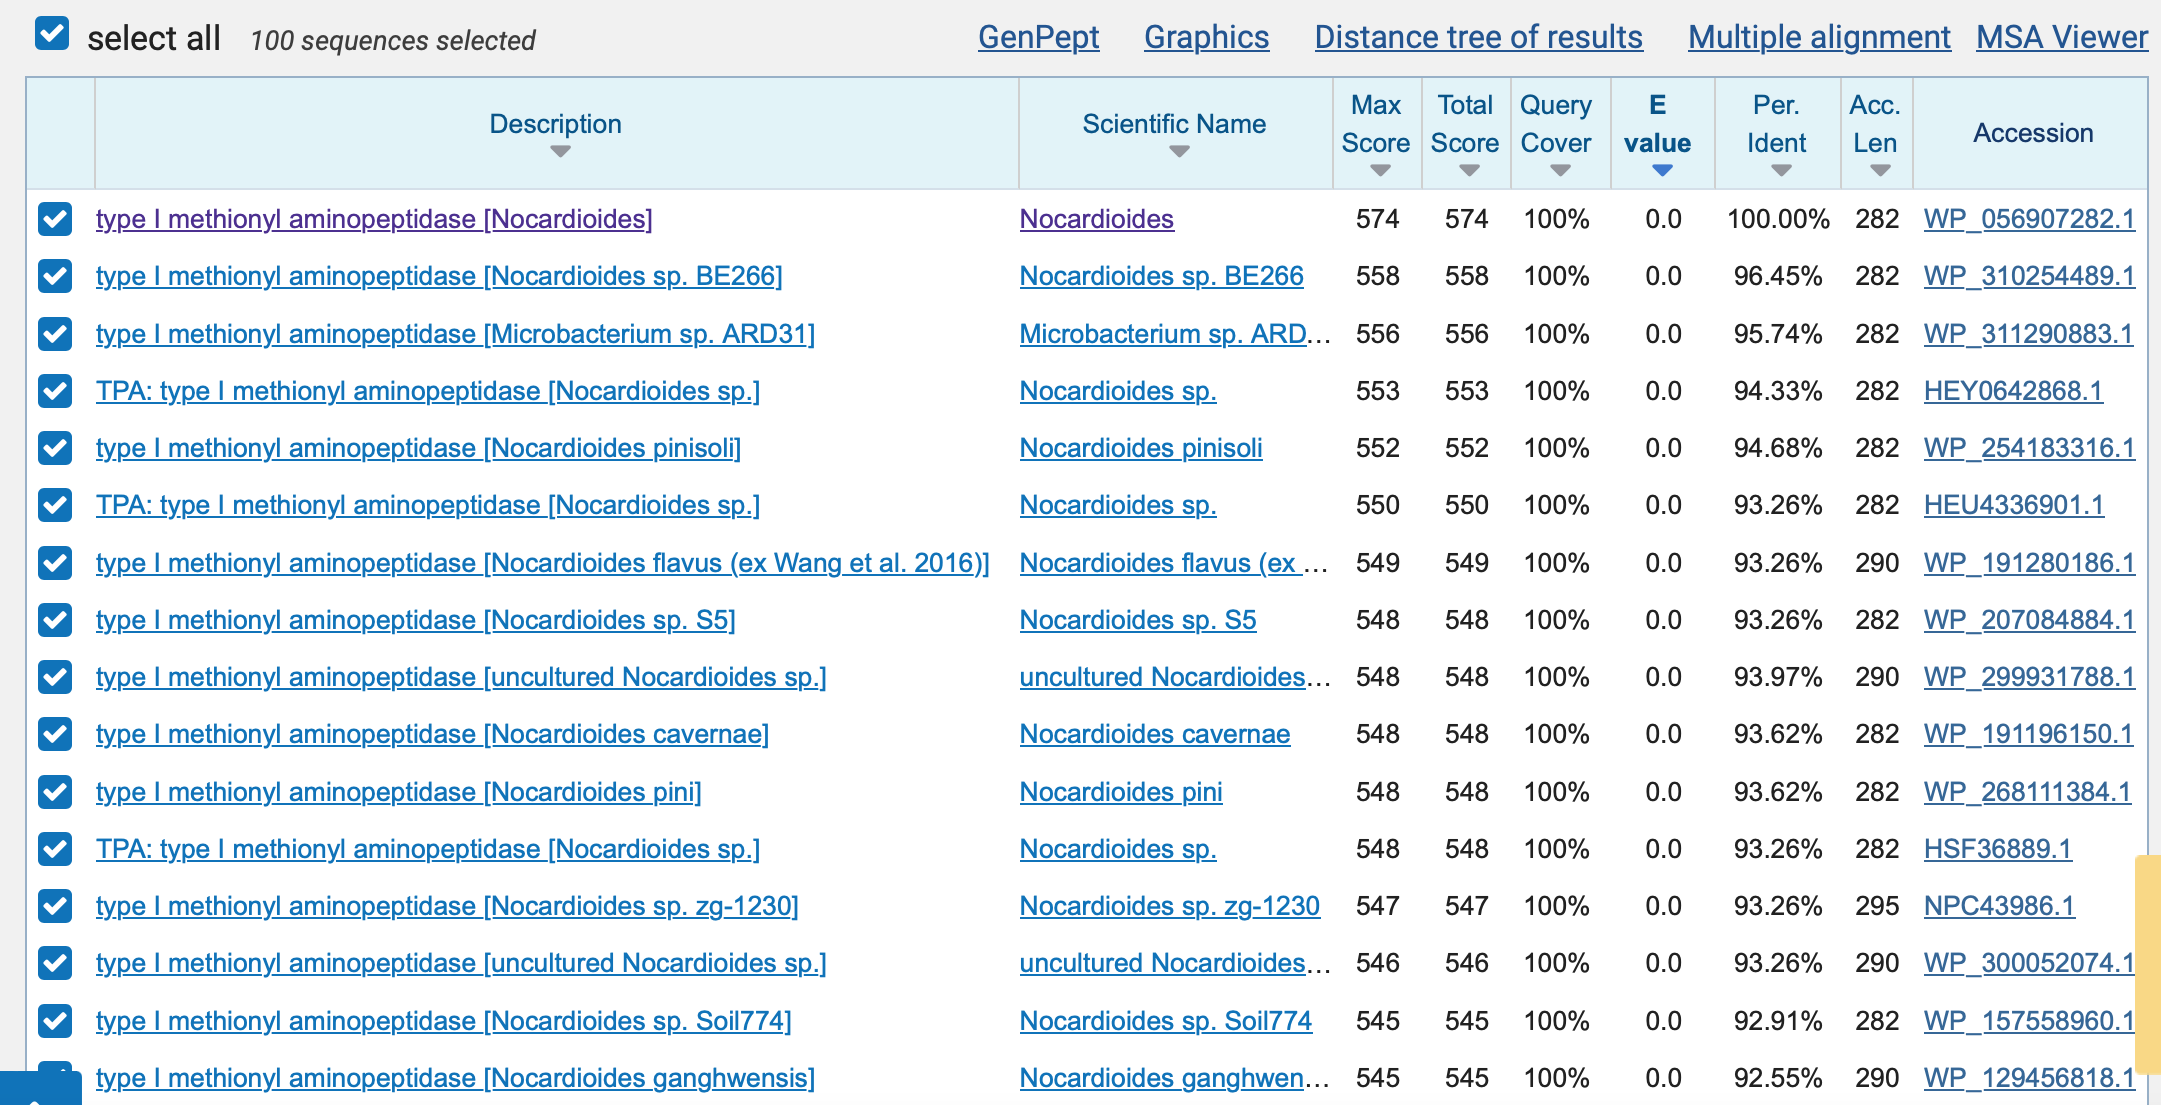 select all 100 sequences selected GenPept Graphics Distance tree of results Multiple alignment MSA Viewer
Description Scientific Name Max Score Total Score Query Cover E value Per. Ident Acc. Len Accession
type I methionyl aminopeptidase [Nocardioides] Nocardioides 574 574 100% 0.0 100.00% 282 WP_056907282.1
type I methionyl aminopeptidase [Nocardioides sp. BE266] Nocardioides sp. BE266 558 558 100% 0.0 96.45% 282 WP_310254489.1
type I methionyl aminopeptidase [Microbacterium sp. ARD31] Microbacterium sp. ARD... 556 556 100% 0.0 95.74% 282 WP_311290883.1
TPA: type I methionyl aminopeptidase [Nocardioides sp.] Nocardioides sp. 553 553 100% 0.0 94.33% 282 HEY0642868.1
type I methionyl aminopeptidase [Nocardioides pinisoli] Nocardioides pinisoli 552 552 100% 0.0 94.68% 282 WP_254183316.1
TPA: type I methionyl aminopeptidase [Nocardioides sp.] Nocardioides sp. 550 550 100% 0.0 93.26% 282 HEU4336901.1
type I methionyl aminopeptidase [Nocardioides flavus (ex Wang et al. 2016)] Nocardioides flavus (ex ... 549 549 100% 0.0 93.26% 290 WP_191280186.1
type I methionyl aminopeptidase [Nocardioides sp. S5] Nocardioides sp. S5 548 548 100% 0.0 93.26% 282 WP_207084884.1
type I methionyl aminopeptidase [uncultured Nocardioides sp.] uncultured Nocardioides... 548 548 100% 0.0 93.97% 290 WP_299931788.1
type I methionyl aminopeptidase [Nocardioides cavernae] Nocardioides cavernae 548 548 100% 0.0 93.62% 282 WP_191196150.1
type I methionyl aminopeptidase [Nocardioides pini] Nocardioides pini 548 548 100% 0.0 93.62% 282 WP_268111384.1
TPA: type I methionyl aminopeptidase [Nocardioides sp.] Nocardioides sp. 548 548 100% 0.0 93.26% 282 HSF36889.1
type I methionyl aminopeptidase [Nocardioides sp. zg-1230] Nocardioides sp. zg-1230 547 547 100% 0.0 93.26% 295 NPC43986.1
type I methionyl aminopeptidase [uncultured Nocardioides sp.] uncultured Nocardioides... 546 546 100% 0.0 93.26% 290 WP_300052074.1
type I methionyl aminopeptidase [Nocardioides sp. Soil774] Nocardioides sp. Soil774 545 545 100% 0.0 92.91% 282 WP_157558960.1
type I methionyl aminopeptidase [Nocardioides ganghwensis] Nocardioides ganghwen... 545 545 100% 0.0 92.55% 290 WP_129456818.1